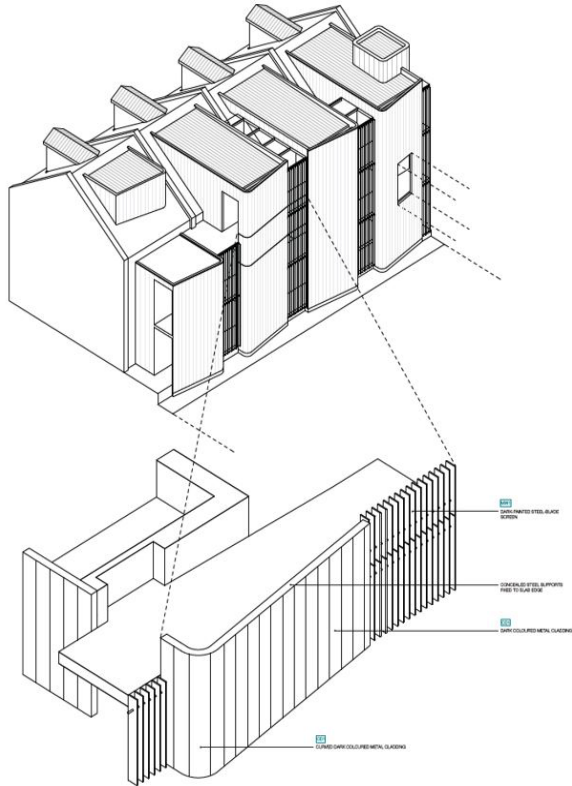 DARK-PAINTED STEEL-BLADE
SCREEN
CONCEALED STEEL SUPPORTS
FIXED TO SLAB EDGE
DARK COLOURED METAL CLADDING
CURVED DARK COLOURED METAL CLADDING